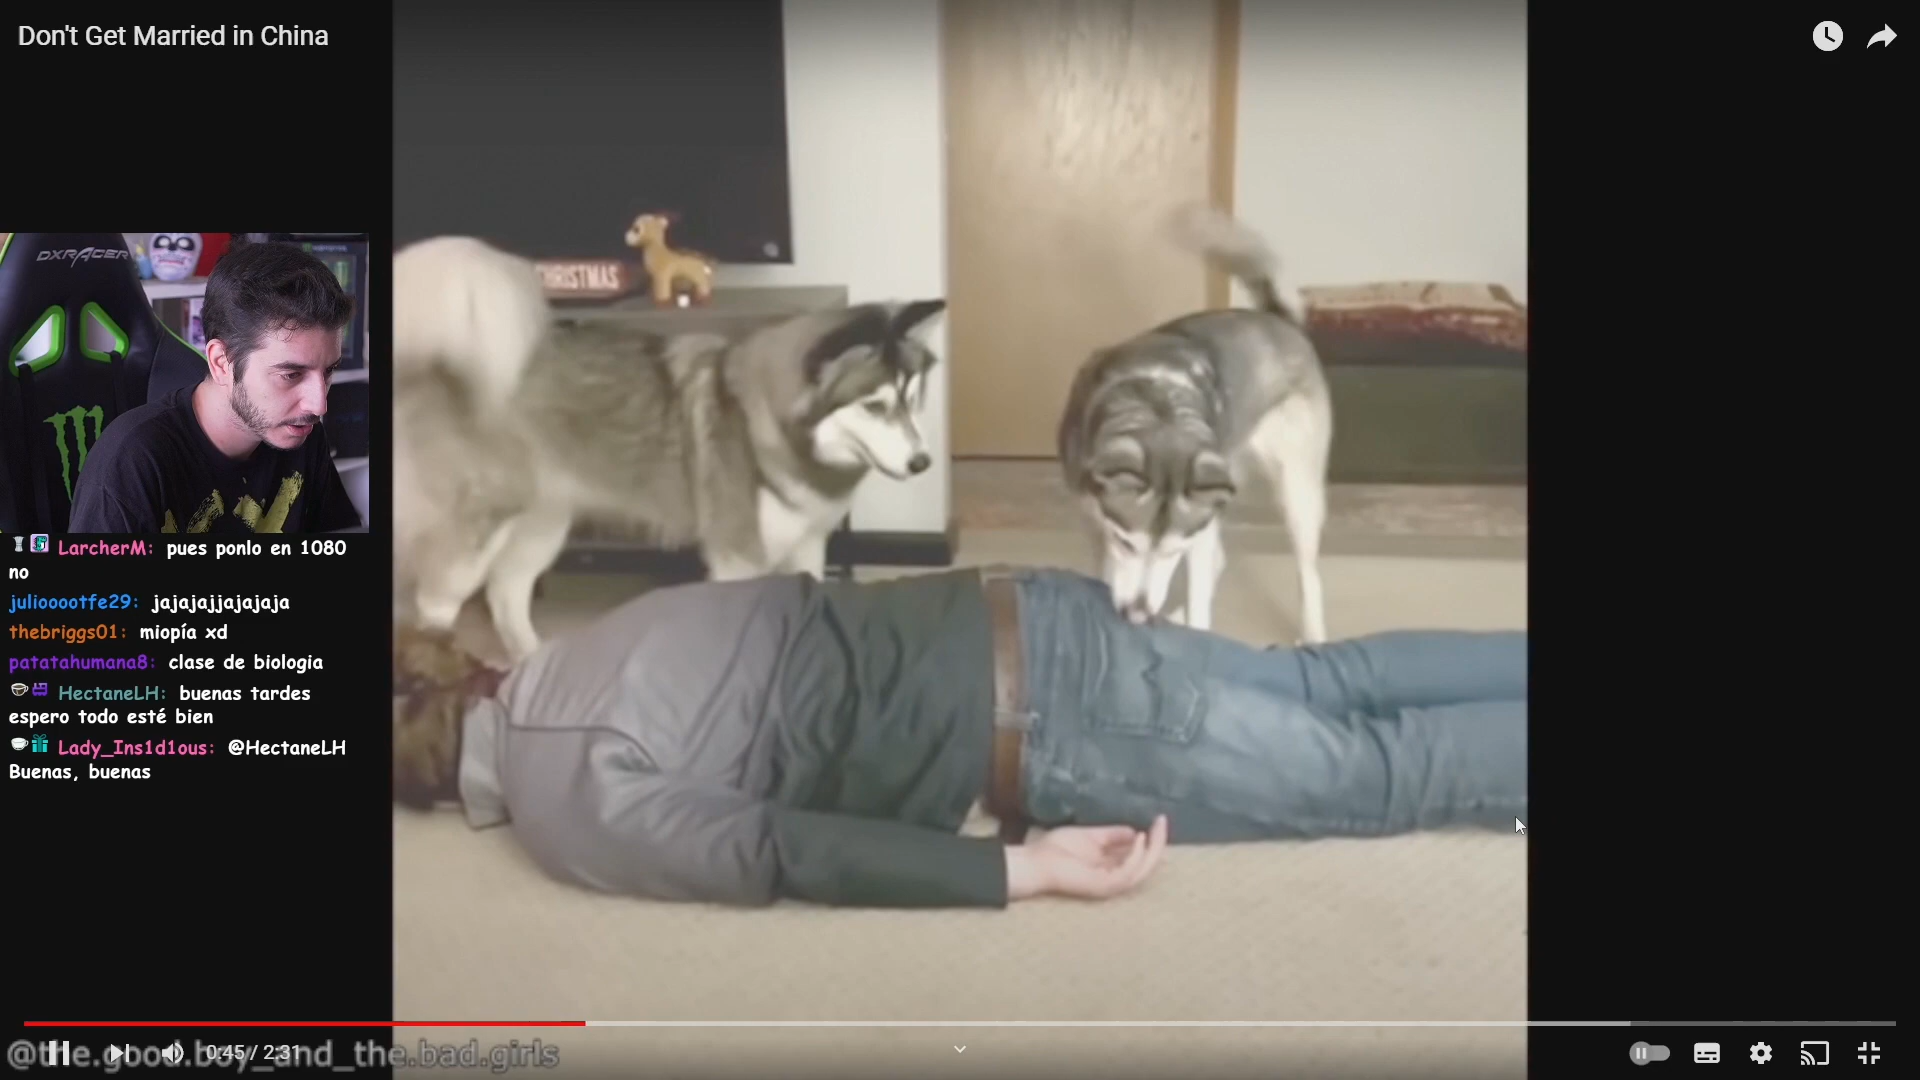 Don't Get Married in China
DXRACER
CHRISTMAS
LarcherM: pues ponlo en 1080
no
juliooootfe29: jajajajjajajaja
thebriggs01: miopía xd
patatahumana8: clase de biologia
HectaneLH: buenas tardes
espero todo esté bien
Lady_Ins1d1ous: @HectaneLH
Buenas, buenas
0:45 / 2:31
@the.good.boy_and_the.bad.girls